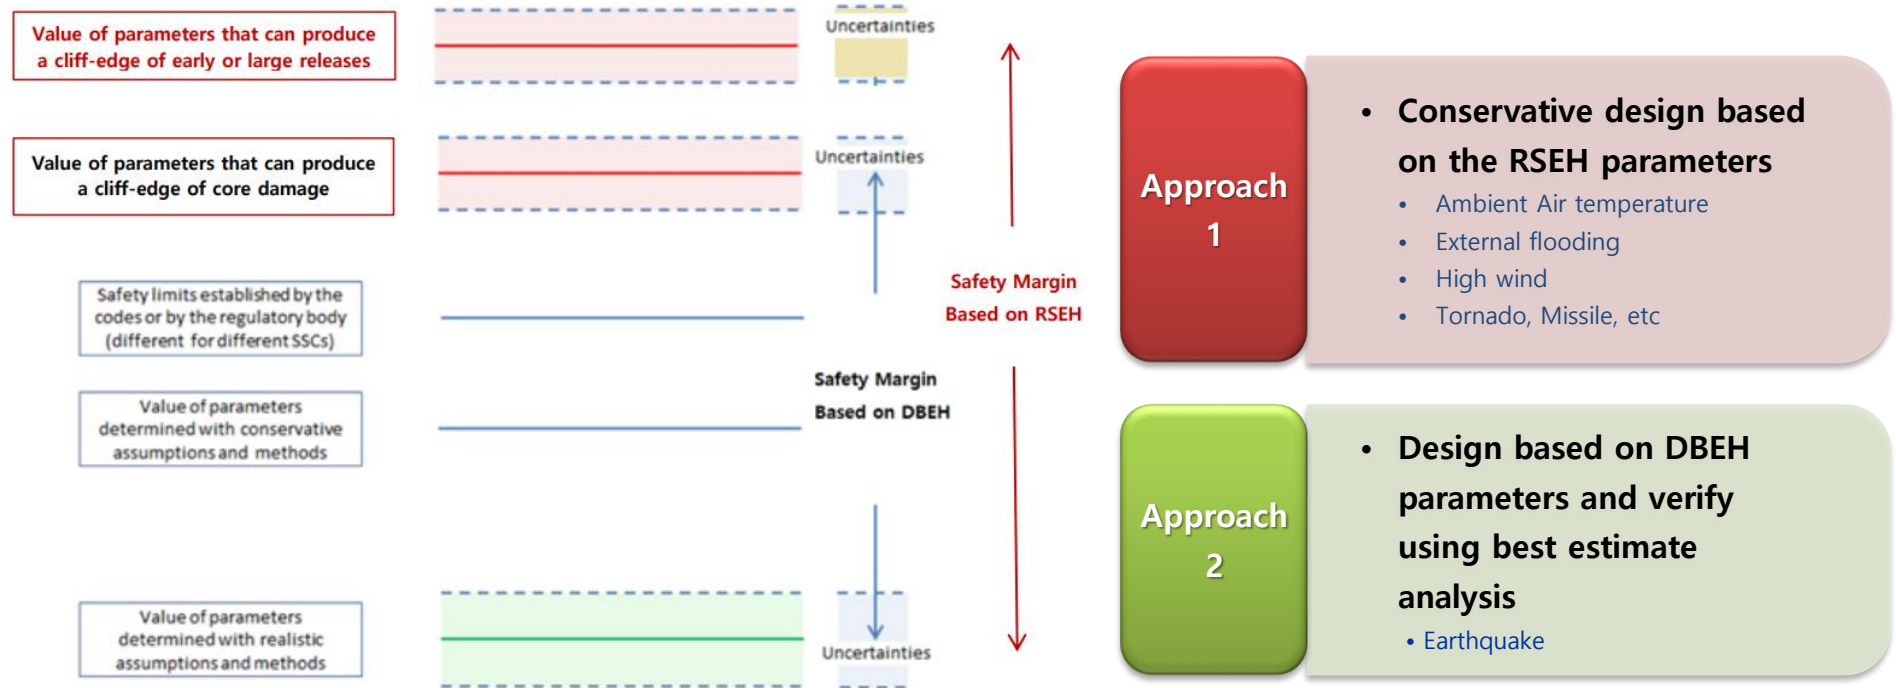 Value of parameters that can produce
a cliff-edge of early or large releases
Uncertainties
Value of parameters that can produce
a cliff-edge of core damage
Uncertainties
Safety limits established by the
codes or by the regulatory body
(different for different SSCs)
Safety Margin
Based on RSEH
Value of parameters
determined with conservative
assumptions and methods
Safety Margin
Based on DBEH
Value of parameters
determined with realistic
assumptions and methods
Uncertainties
Approach
1
• Conservative design based
on the RSEH parameters
• Ambient Air temperature
• External flooding
• High wind
• Tornado, Missile, etc
Approach
2
• Design based on DBEH
parameters and verify
using best estimate
analysis
• Earthquake